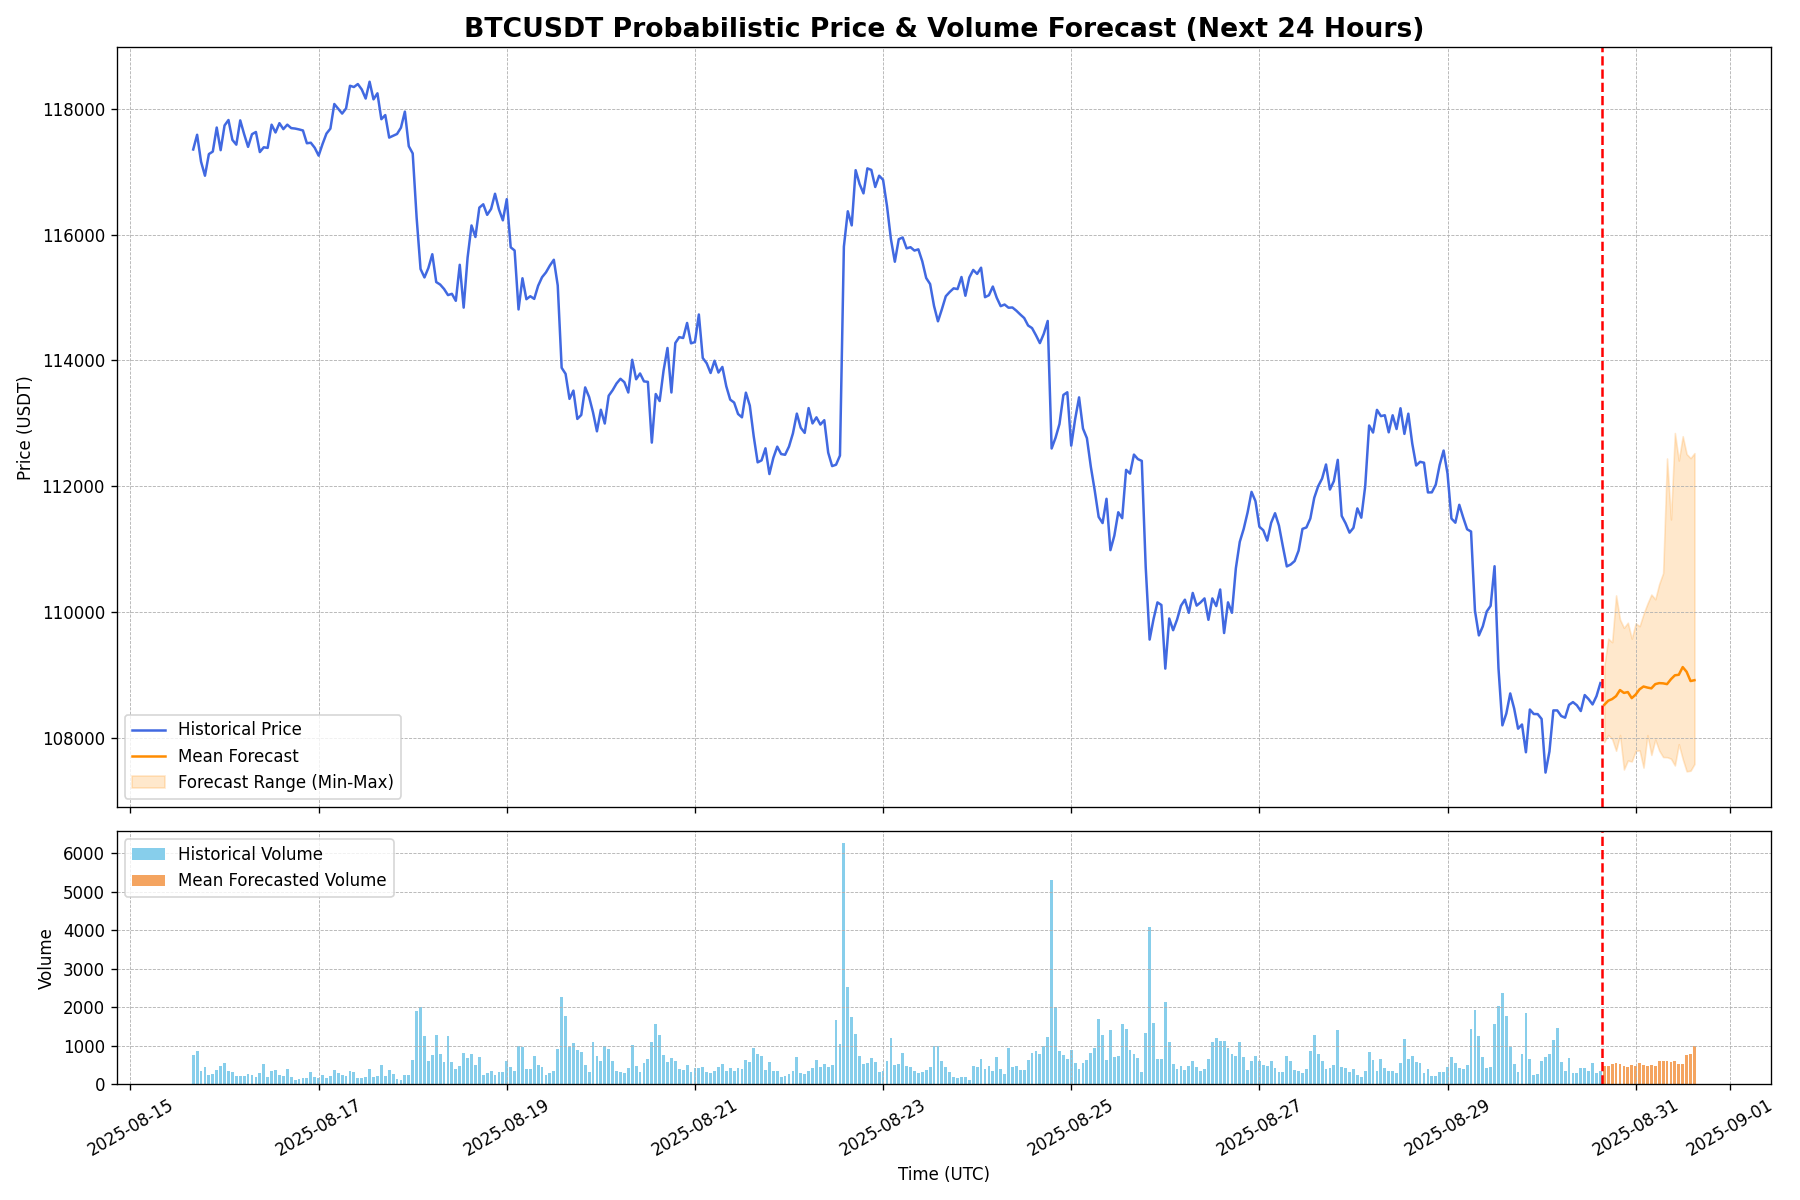 BTCUSDT Probabilistic Price & Volume Forecast (Next 24 Hours)
Price (USDT)
118000
116000
114000
112000
110000
108000
Historical Price
Mean Forecast
Forecast Range (Min-Max)
Volume
6000
5000
4000
3000
2000
1000
0
Historical Volume
Mean Forecasted Volume
2025-08-15
2025-08-17
2025-08-19
2025-08-21
2025-08-23
2025-08-25
2025-08-27
2025-08-29
2025-08-31
2025-09-01
Time (UTC)